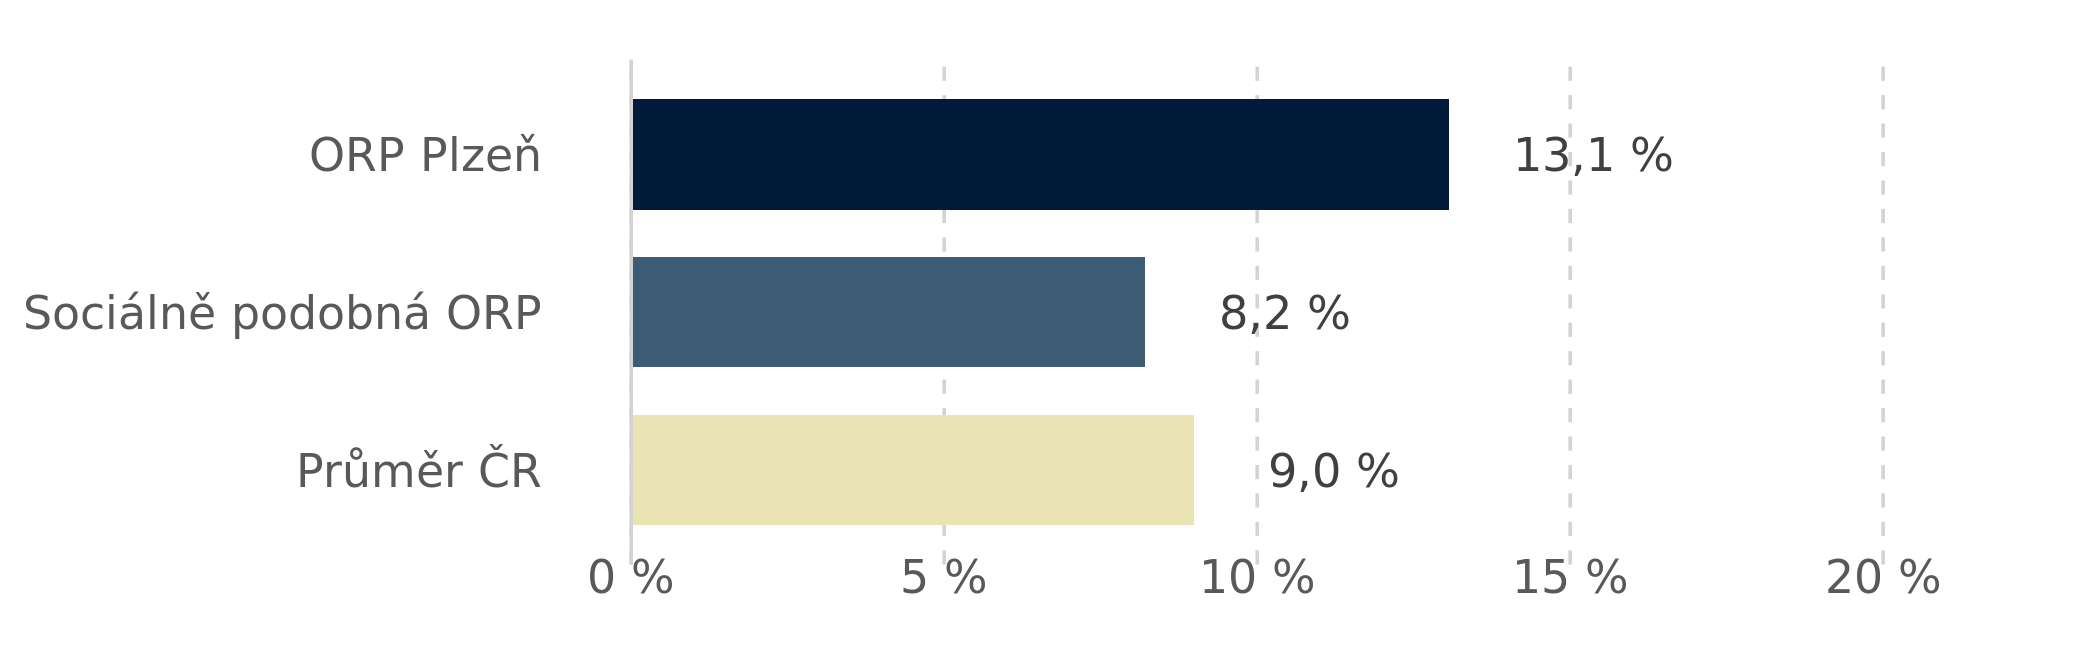 ORP Plzeň 13,1 %
Sociálně podobná ORP 8,2 %
Průměr ČR 9,0 %
0 % 5 % 10 % 15 % 20 %